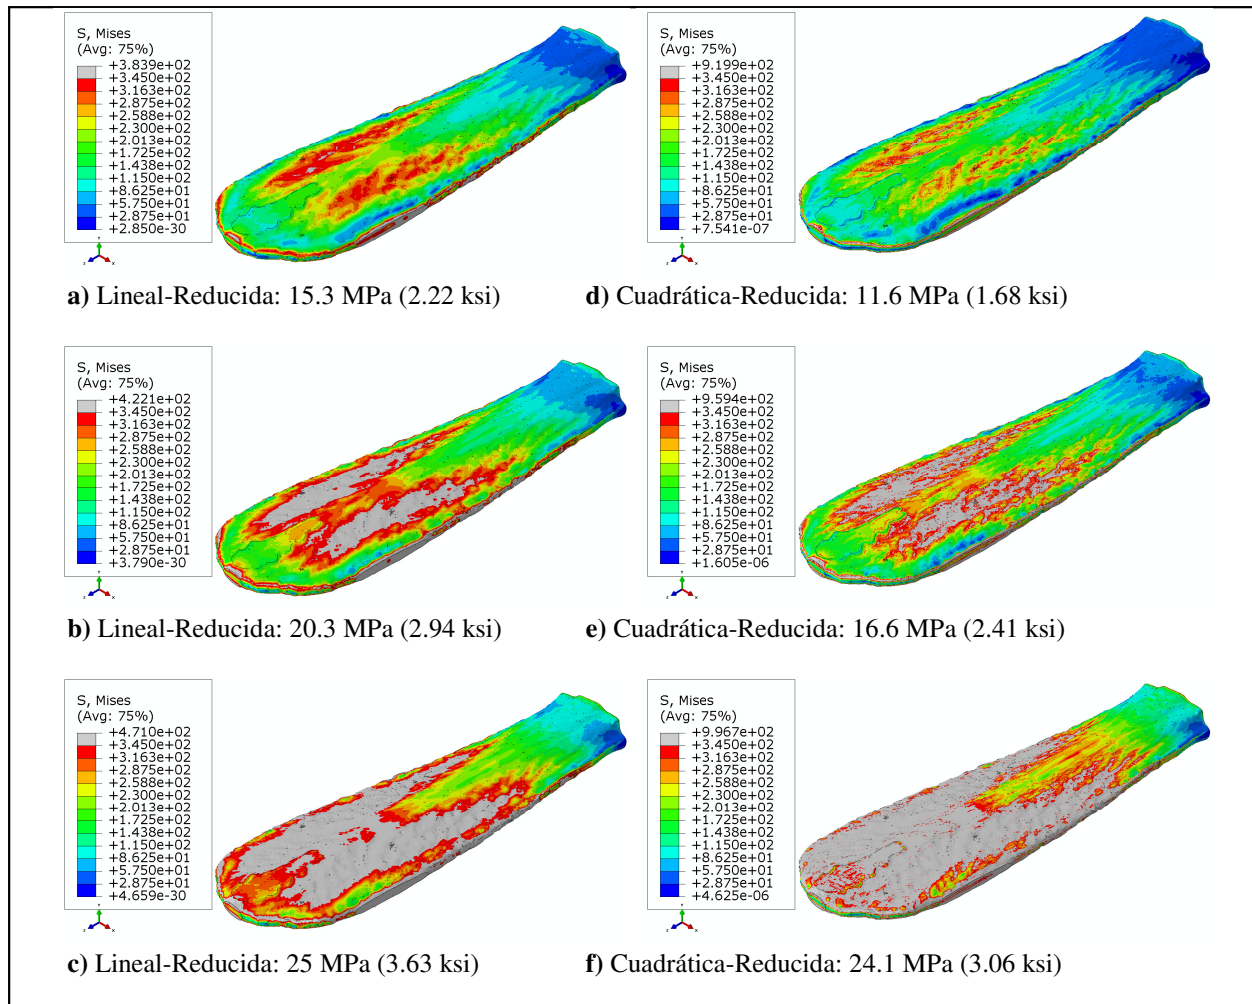 S, Mises
(Avg: 75%)
+3.839e+02
+3.450e+02
+3.163e+02
+2.875e+02
+2.588e+02
+2.300e+02
+2.013e+02
+1.725e+02
+1.438e+02
+1.150e+02
+8.625e+01
+5.750e+01
+2.875e+01
+2.850e-30
a) Lineal-Reducida: 15.3 MPa (2.22 ksi)
S, Mises
(Avg: 75%)
+9.199e+02
+3.450e+02
+3.163e+02
+2.875e+02
+2.588e+02
+2.300e+02
+2.013e+02
+1.725e+02
+1.438e+02
+1.150e+02
+8.625e+01
+5.750e+01
+2.875e+01
+7.541e-07
d) Cuadrática-Reducida: 11.6 MPa (1.68 ksi)
S, Mises
(Avg: 75%)
+4.221e+02
+3.450e+02
+3.163e+02
+2.875e+02
+2.588e+02
+2.300e+02
+2.013e+02
+1.725e+02
+1.438e+02
+1.150e+02
+8.625e+01
+5.750e+01
+2.875e+01
+3.790e-30
b) Lineal-Reducida: 20.3 MPa (2.94 ksi)
S, Mises
(Avg: 75%)
+9.594e+02
+3.450e+02
+3.163e+02
+2.875e+02
+2.588e+02
+2.300e+02
+2.013e+02
+1.725e+02
+1.438e+02
+1.150e+02
+8.625e+01
+5.750e+01
+2.875e+01
+1.605e-06
e) Cuadrática-Reducida: 16.6 MPa (2.41 ksi)
S, Mises
(Avg: 75%)
+4.710e+02
+3.450e+02
+3.163e+02
+2.875e+02
+2.588e+02
+2.300e+02
+2.013e+02
+1.725e+02
+1.438e+02
+1.150e+02
+8.625e+01
+5.750e+01
+2.875e+01
+4.659e-30
c) Lineal-Reducida: 25 MPa (3.63 ksi)
S, Mises
(Avg: 75%)
+9.967e+02
+3.450e+02
+3.163e+02
+2.875e+02
+2.588e+02
+2.300e+02
+2.013e+02
+1.725e+02
+1.438e+02
+1.150e+02
+8.625e+01
+5.750e+01
+2.875e+01
+4.625e-06
f) Cuadrática-Reducida: 24.1 MPa (3.06 ksi)